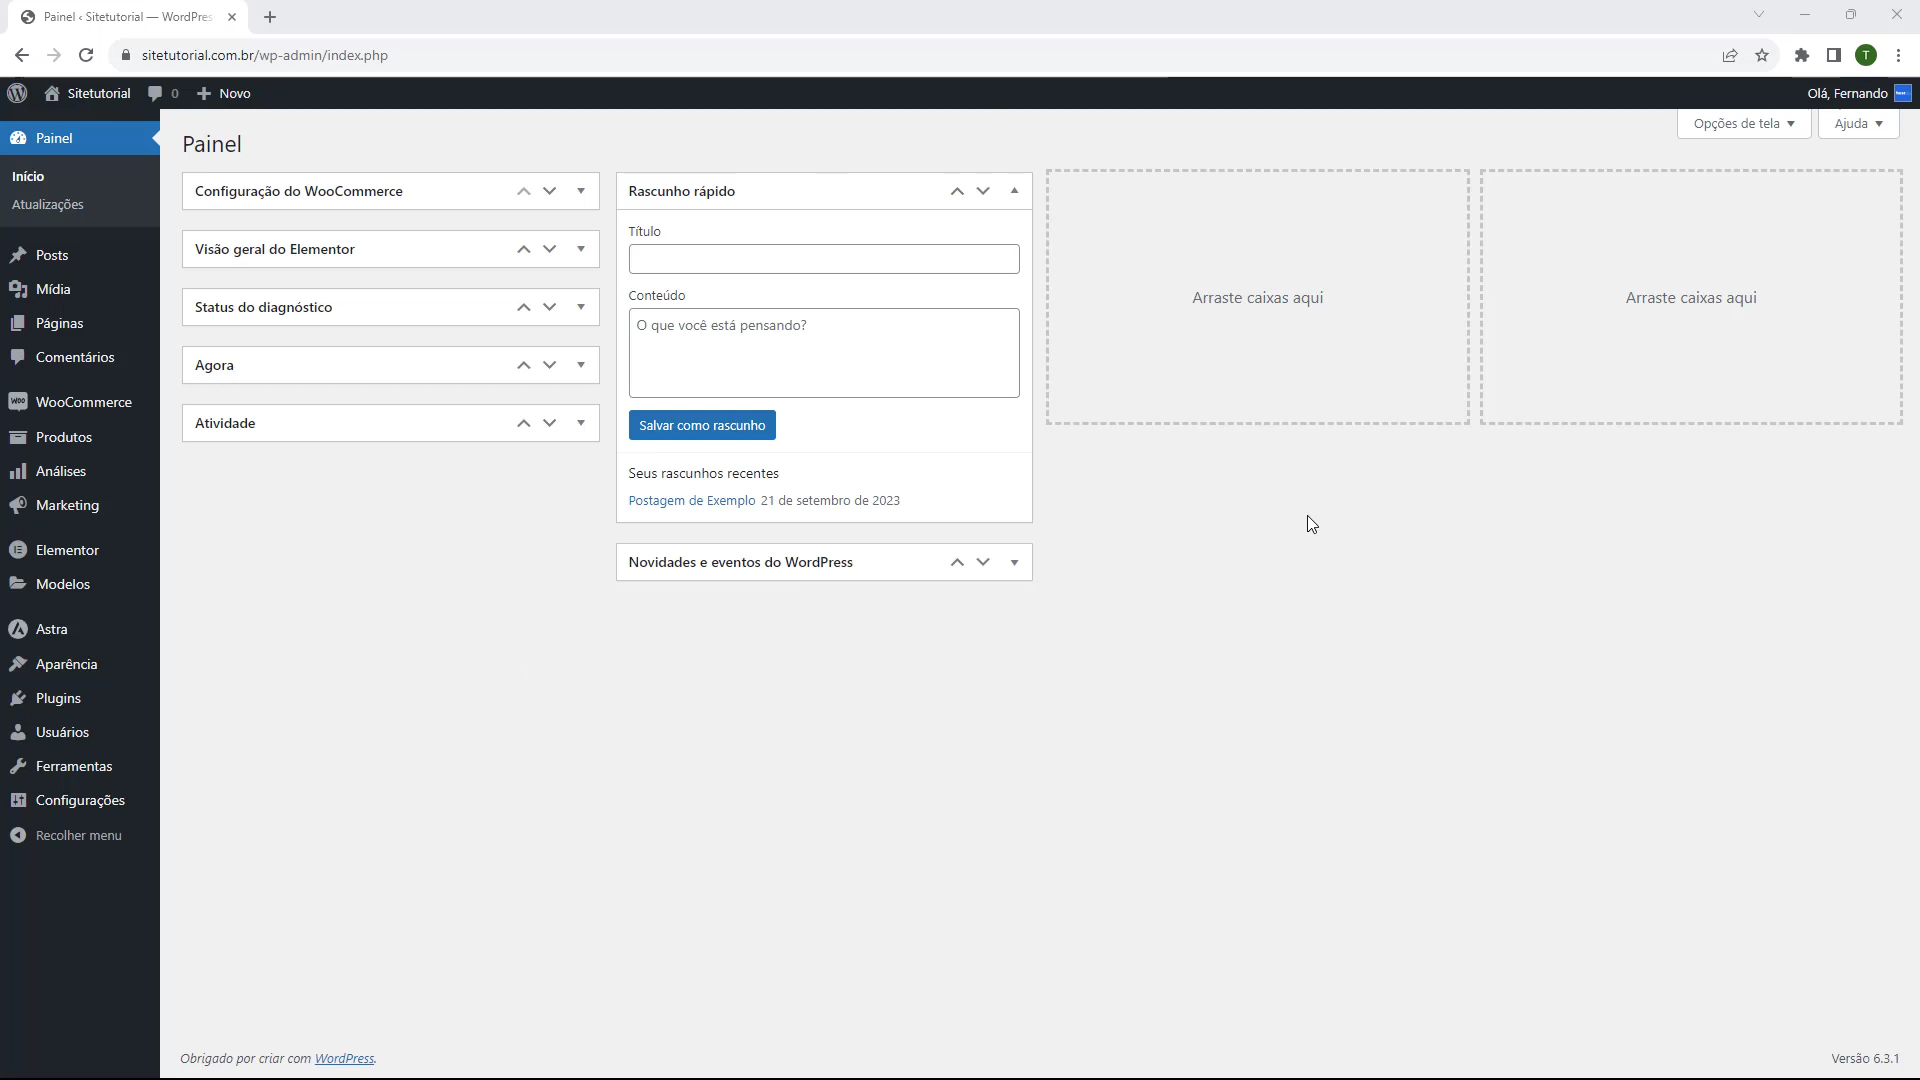 Painel ‹ Sitetutorial — WordPres
sitetutorial.com.br/wp-admin/index.php
T
Sitetutorial
0
Novo
Olá, Fernando
Painel
Início
Atualizações
Posts
Mídia
Páginas
Comentários
WooCommerce
Produtos
Análises
Marketing
Elementor
Modelos
Astra
Aparência
Plugins
Usuários
Ferramentas
Configurações
Recolher menu
Opções de tela
Ajuda
Painel
Configuração do WooCommerce
Visão geral do Elementor
Status do diagnóstico
Agora
Atividade
Rascunho rápido
Título
Conteúdo
O que você está pensando?
Salvar como rascunho
Seus rascunhos recentes
Postagem de Exemplo 21 de setembro de 2023
Novidades e eventos do WordPress
Arraste caixas aqui
Arraste caixas aqui
Obrigado por criar com WordPress.
Versão 6.3.1